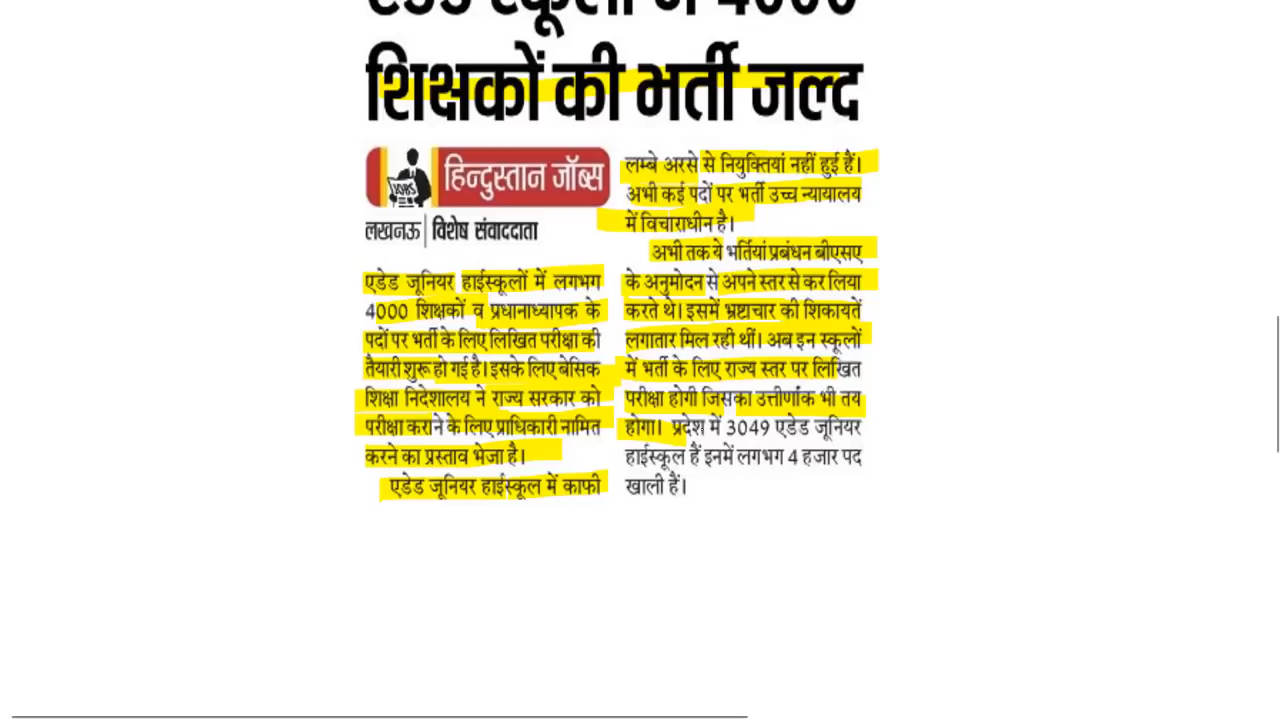 एडेड स्कूलों में 4000
शिक्षकों की भर्ती जल्द
JOBS
हिन्दुस्तान जॉब्स
लखनऊ | विशेष संवाददाता
एडेड जूनियर हाईस्कूलों में लगभग
4000 शिक्षकों व प्रधानाध्यापक के
पदों पर भर्ती के लिए लिखित परीक्षा की
तैयारी शुरू हो गई है। इसके लिए बेसिक
शिक्षा निदेशालय ने राज्य सरकार को
परीक्षा कराने के लिए प्राधिकारी नामित
करने का प्रस्ताव भेजा है।
एडेड जूनियर हाईस्कूल में काफी
लम्बे अरसे से नियुक्तियां नहीं हुई हैं।
अभी कई पदों पर भर्ती उच्च न्यायालय
में विचाराधीन है।
अभी तक ये भर्तियां प्रबंधन बीएसए
के अनुमोदन से अपने स्तर से कर लिया
करते थे। इसमें भ्रष्टाचार की शिकायतें
लगातार मिल रही थीं। अब इन स्कूलों
में भर्ती के लिए राज्य स्तर पर लिखित
परीक्षा होगी जिसका उत्तीर्णांक भी तय
होगा। प्रदेश में 3049 एडेड जूनियर
हाईस्कूल हैं इनमें लगभग 4 हजार पद
खाली हैं।